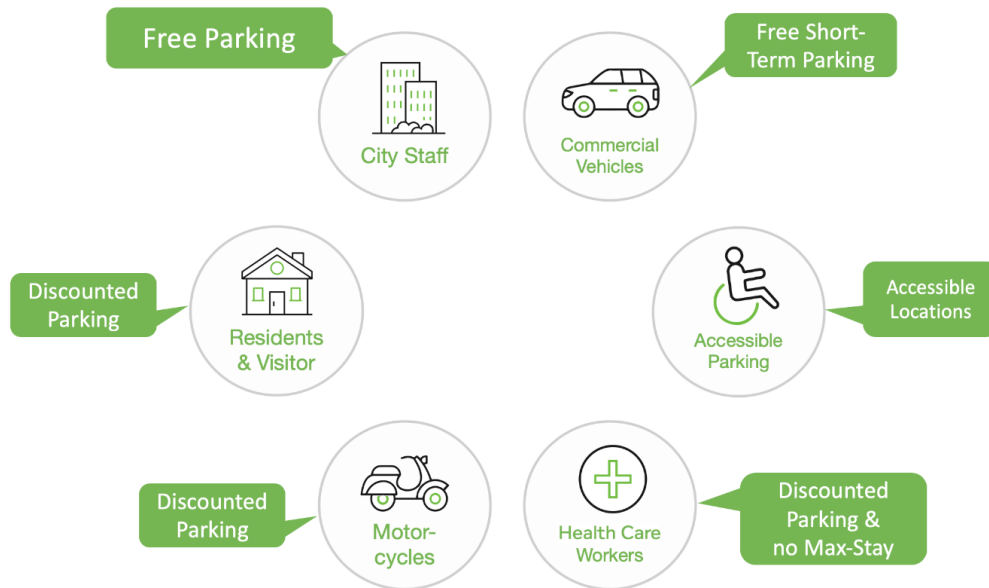 Free Parking
City Staff
Free Short-
Term Parking
Commercial
Vehicles
Discounted
Parking
Residents
& Visitor
Accessible
Locations
Accessible
Parking
Discounted
Parking
Motor-
cycles
Health Care
Workers
Discounted
Parking &
no Max-Stay